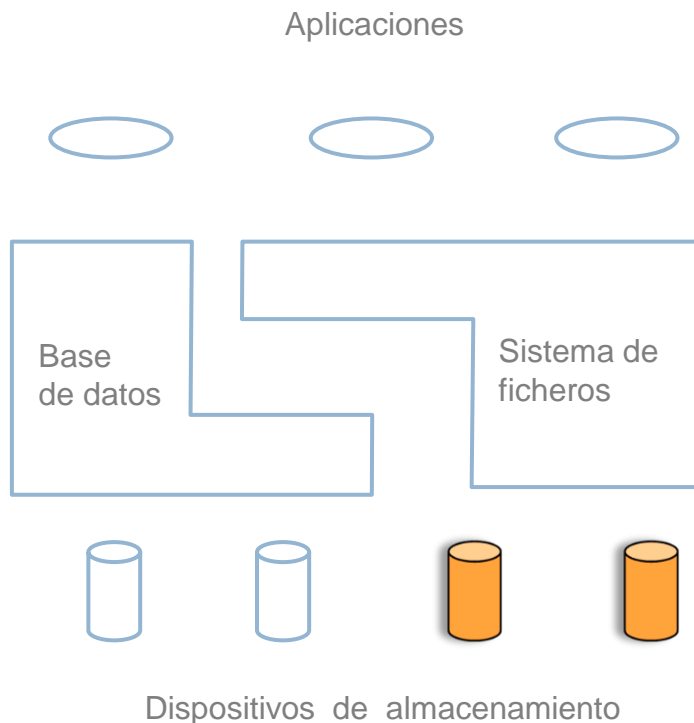 Aplicaciones
Base
de datos
Sistema de
ficheros
Dispositivos de almacenamiento